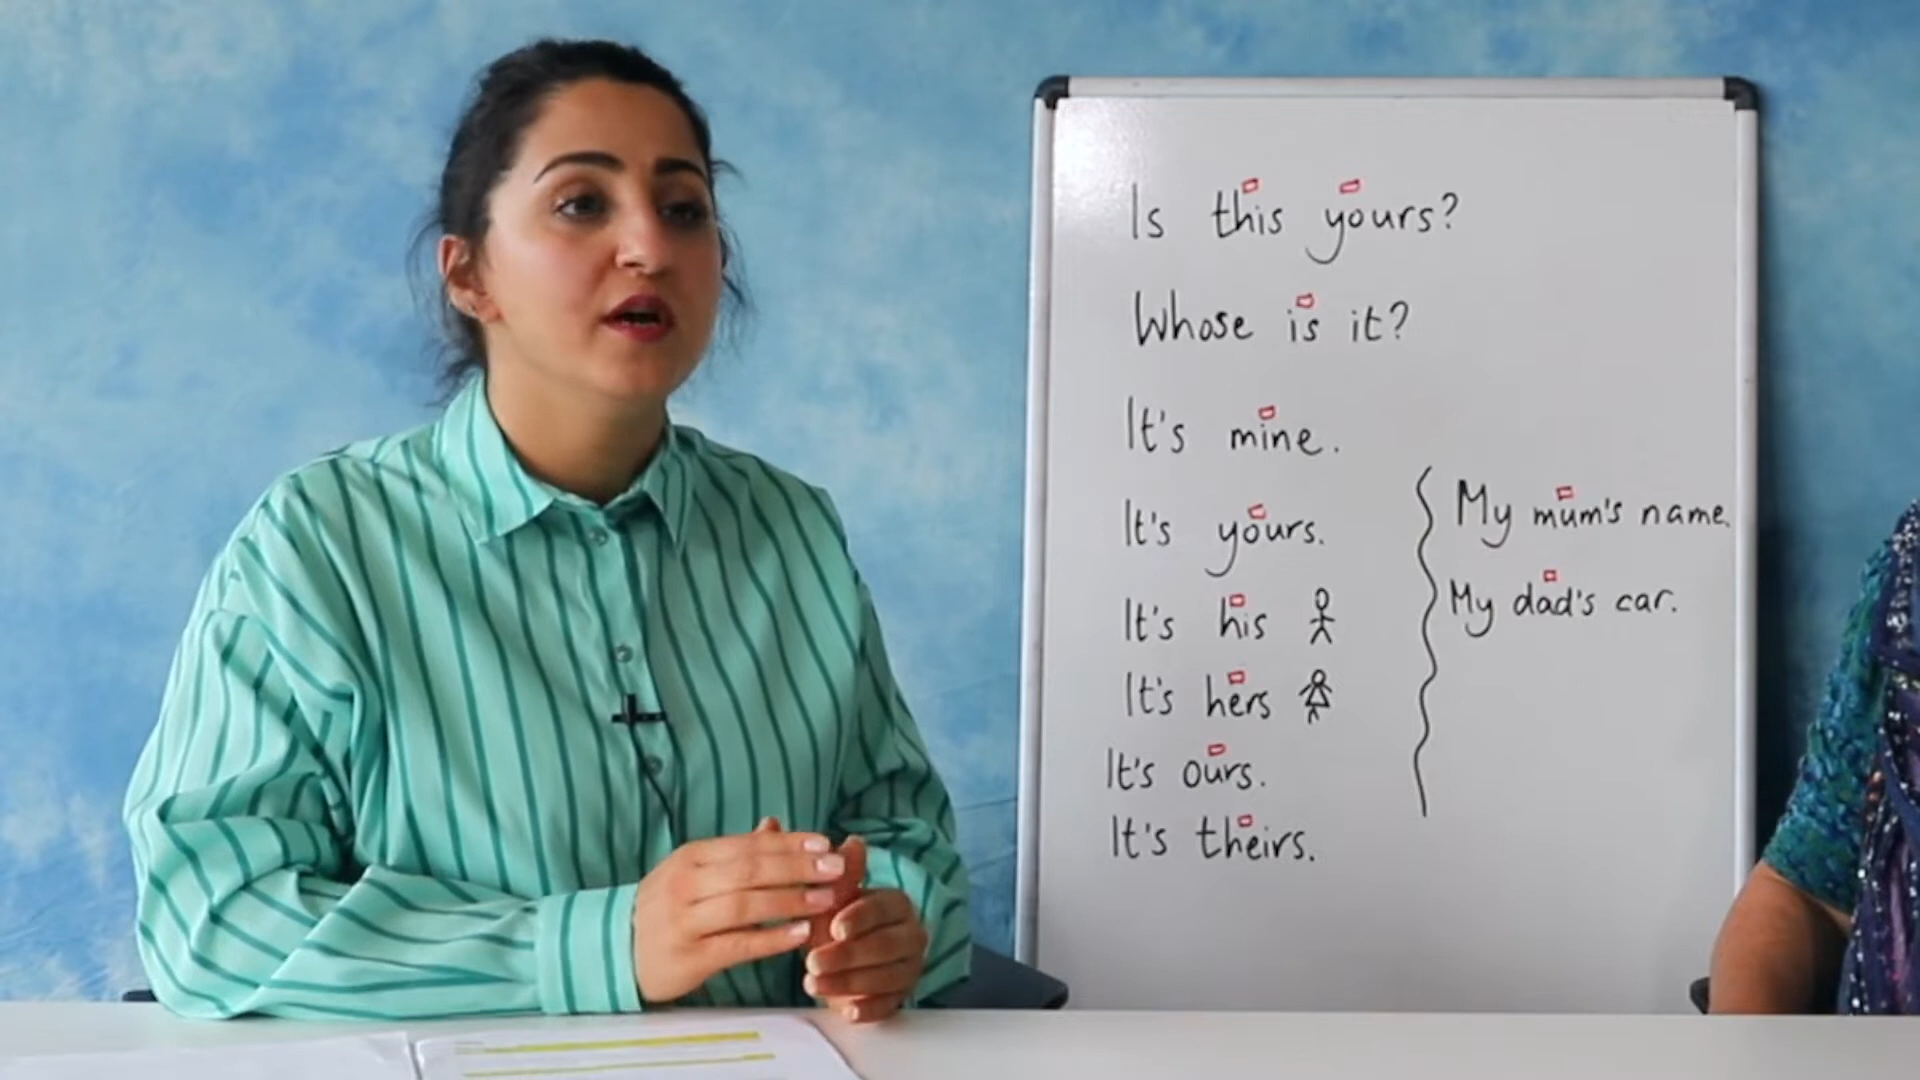 Is this yours?
Whose is it?
It's mine.
It's yours.
It's his
It's hers
It's ours.
It's theirs.
My mum's name.
My dad's car.